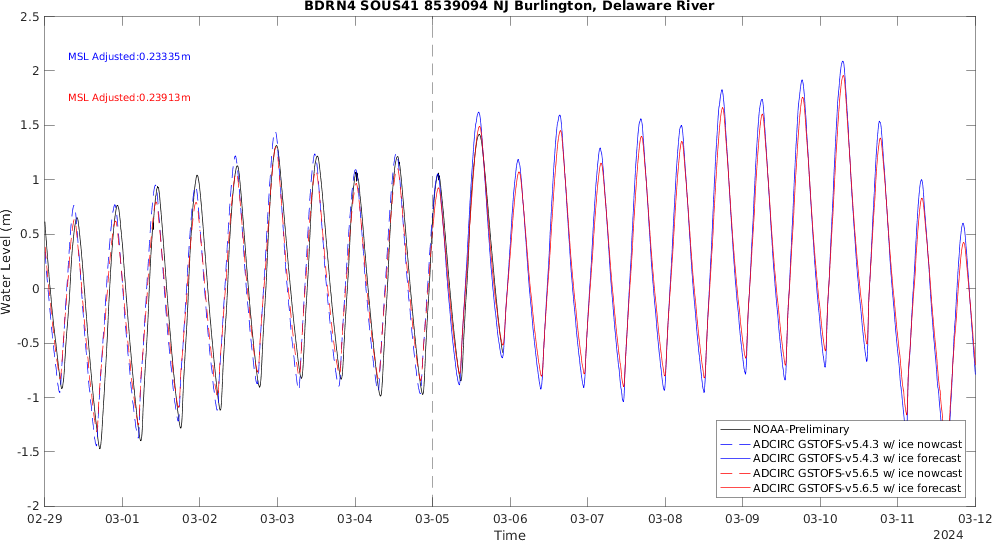 BDRN4 SOUS41 8539094 NJ Burlington, Delaware River
2.5
2
1.5
1
0.5
0
-0.5
-1
-1.5
-2
Water Level (m)
MSL Adjusted:0.23335m
MSL Adjusted:0.23913m
NOAA-Preliminary
ADCIRC GSTOFS-v5.4.3 w/ ice nowcast
ADCIRC GSTOFS-v5.4.3 w/ ice forecast
ADCIRC GSTOFS-v5.6.5 w/ ice nowcast
ADCIRC GSTOFS-v5.6.5 w/ ice forecast
02-29 03-01 03-02 03-03 03-04 03-05 03-06 03-07 03-08 03-09 03-10 03-11 03-12
Time
2024